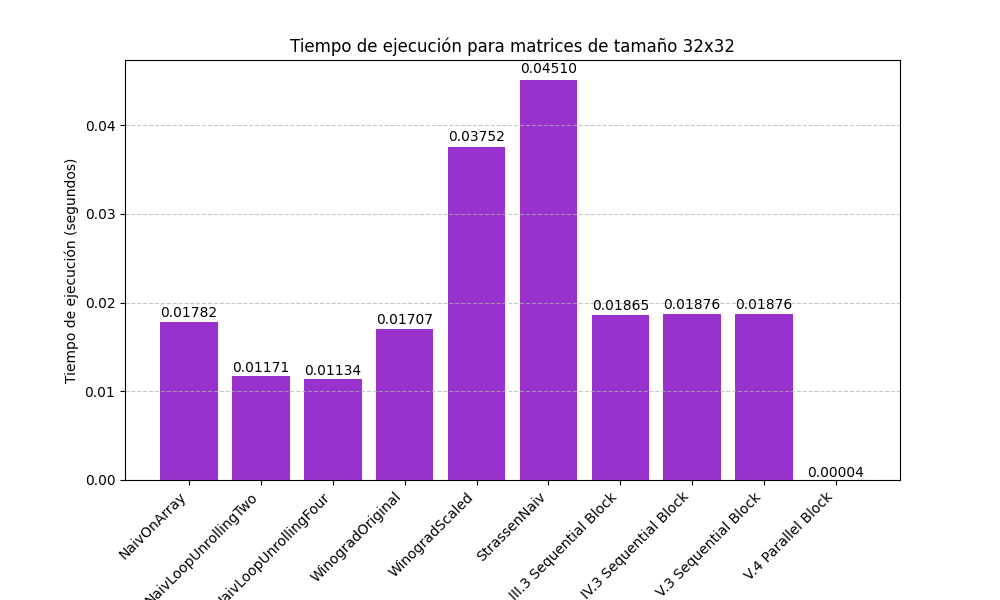 Tiempo de ejecución para matrices de tamaño 32x32
Tiempo de ejecución (segundos)
0.04
0.03
0.02
0.01
0.00
0.01782
0.01171
0.01134
0.01707
0.03752
0.04510
0.01865
0.01876
0.01876
0.00004
NaivOnArray
NaivLoopUnrollingTwo
NaivLoopUnrollingFour
WinogradOriginal
WinogradScaled
StrassenNaiv
III.3 Sequential Block
IV.3 Sequential Block
V.3 Sequential Block
V.4 Parallel Block